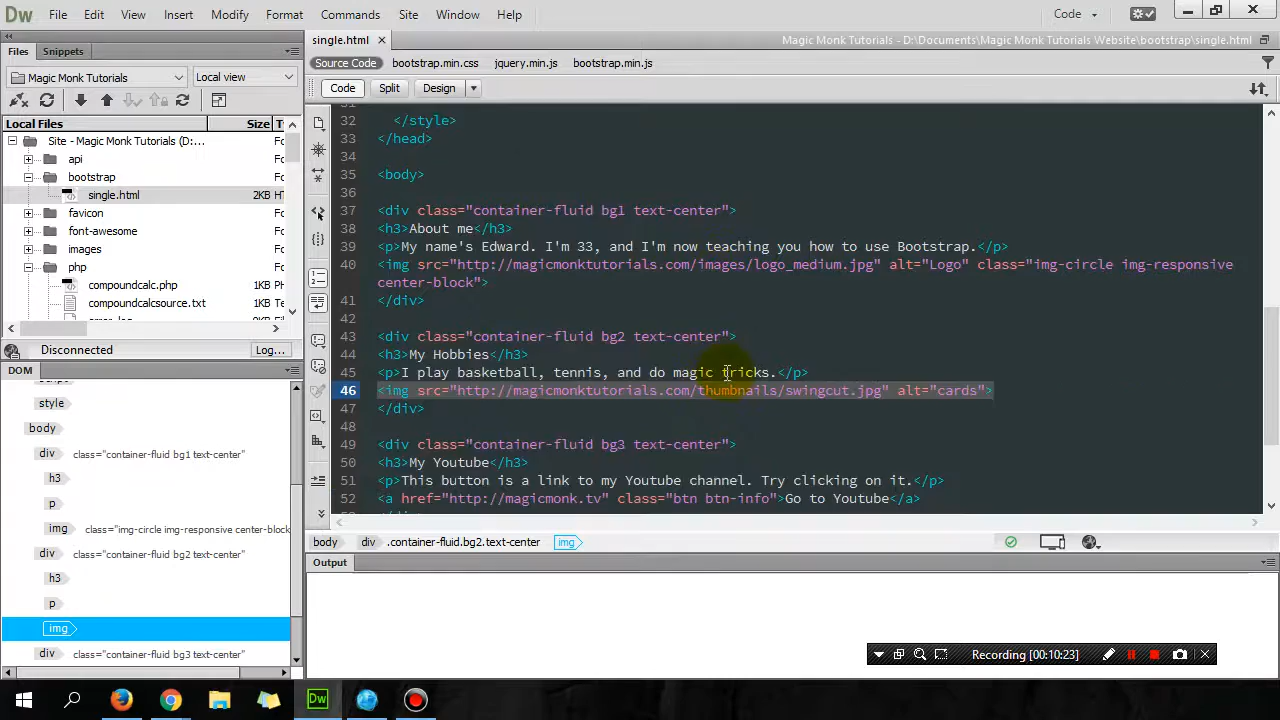 Dw File Edit View Insert Modify Format Commands Site Window Help Code
Files Snippets
single.html
Magic Monk Tutorials - D:\Documents\Magic Monk Tutorials Website\bootstrap\single.html
Source Code bootstrap.min.css jquery.min.js bootstrap.min.js
Magic Monk Tutorials Local view
Code Split Design
Local Files Size Ty
Site - Magic Monk Tutorials (D:... Fo
api Fo
bootstrap Fo
single.html 2KB HT
favicon Fo
font-awesome Fo
images Fo
php Fo
compoundcalc.php 1KB PH
compoundcalcsource.txt 1KB Te
Disconnected Log...
DOM
style
body
div class="container-fluid bg1 text-center"
h3
p
img class="img-circle img-responsive center-block
div class="container-fluid bg2 text-center"
h3
p
img
div class="container-fluid bg3 text-center"
32 </style>
33 </head>
34
35 <body>
36
37 <div class="container-fluid bg1 text-center">
38 <h3>About me</h3>
39 <p>My name's Edward. I'm 33, and I'm now teaching you how to use Bootstrap.</p>
40 <img src="http://magicmonktutorials.com/images/logo_medium.jpg" alt="Logo" class="img-circle img-responsive
center-block">
41 </div>
42
43 <div class="container-fluid bg2 text-center">
44 <h3>My Hobbies</h3>
45 <p>I play basketball, tennis, and do magic tricks.</p>
46 <img src="http://magicmonktutorials.com/thumbnails/swingcut.jpg" alt="cards">
47 </div>
48
49 <div class="container-fluid bg3 text-center">
50 <h3>My Youtube</h3>
51 <p>This button is a link to my Youtube channel. Try clicking on it.</p>
52 <a href="http://magicmonk.tv" class="btn btn-info">Go to Youtube</a>
body div .container-fluid.bg2.text-center img
Output
Recording [00:10:23]
Dw